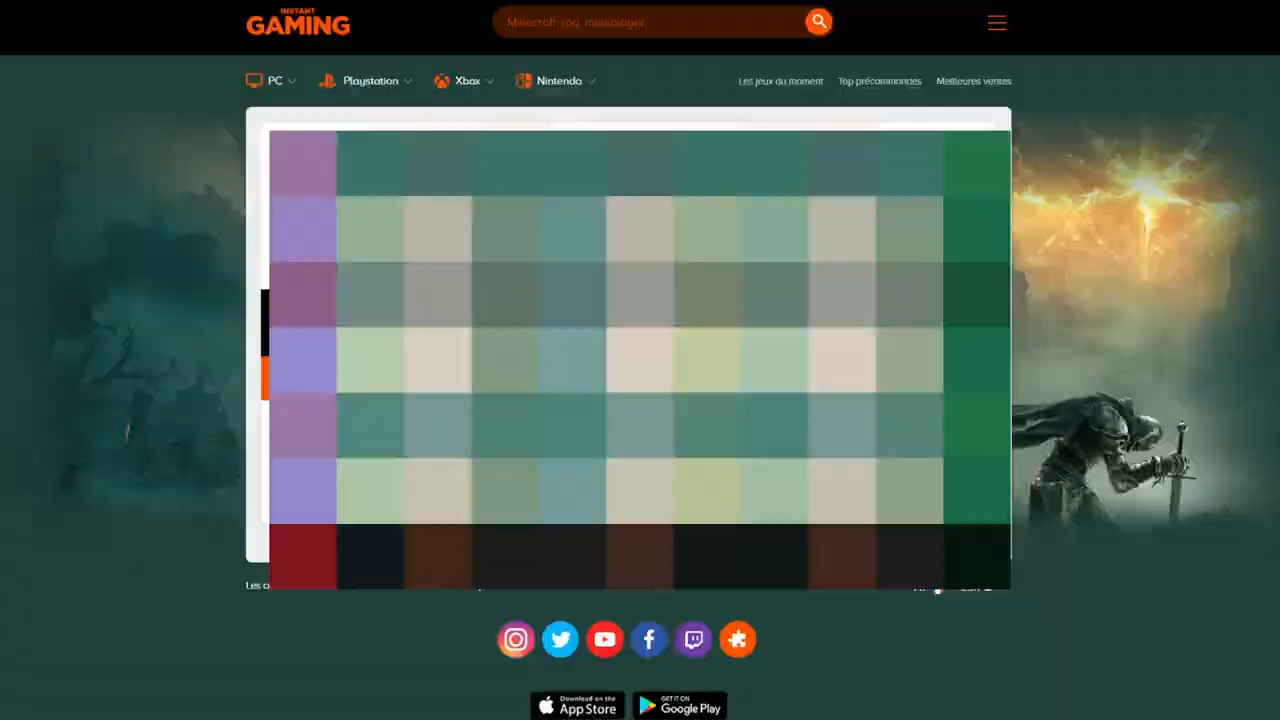 INSTANT
GAMING
Minecraft, rpg, multijoueur
PC
Playstation
Xbox
Nintendo
Les jeux du moment
Top précommandes
Meilleures ventes
Les
Download on the
App Store
GET IT ON
Google Play